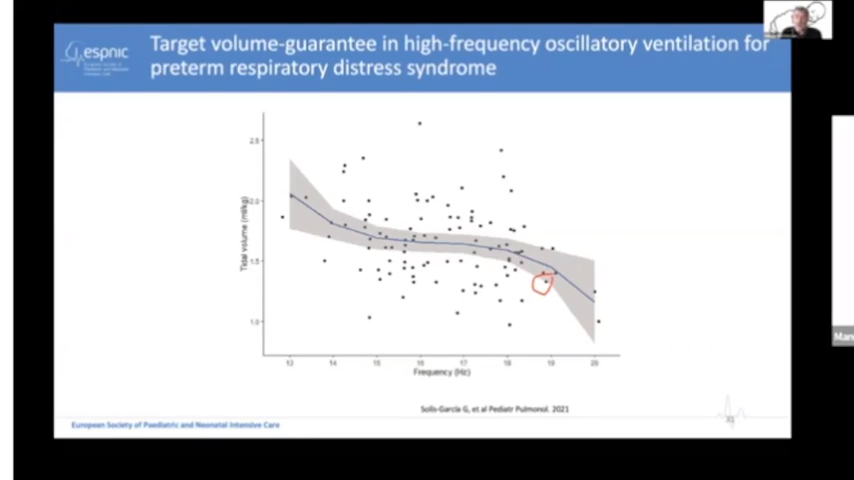 Target volume-guarantee in high-frequency oscillatory ventilation for
preterm respiratory distress syndrome
espnic
2.5
2.0
1.5
1.0
Tidal volume (ml/kg)
13 14 15 16 17 18 19 20
Frequency (Hz)
Solis-Garcia G, et al Pediatr Pulmonol. 2021
European Society of Paediatric and Neonatal Intensive Care